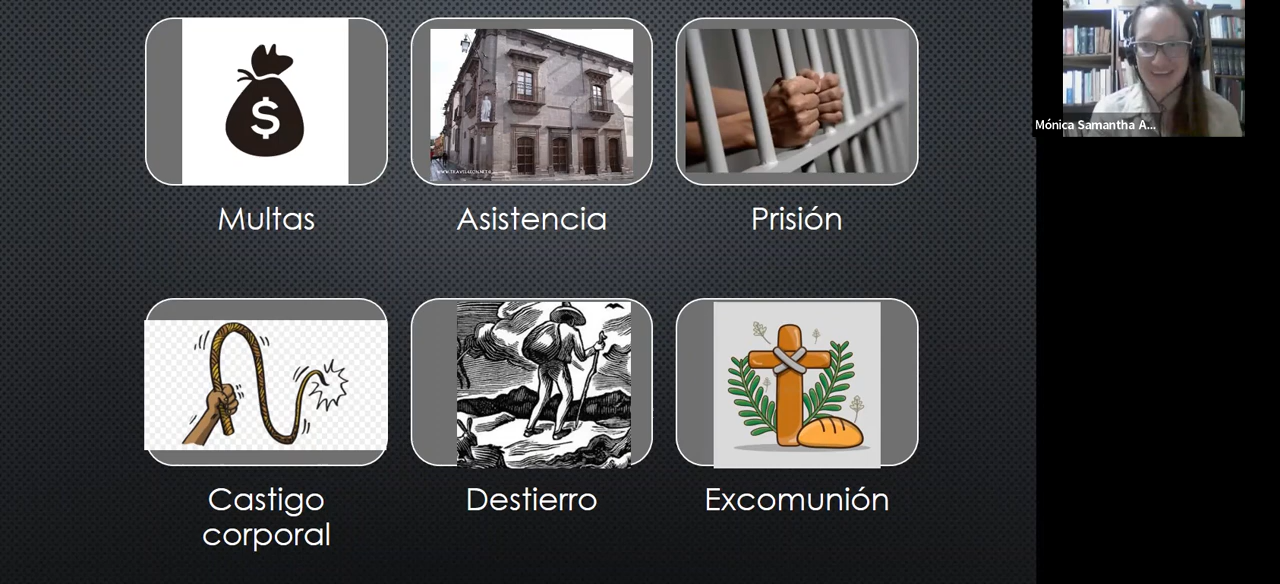 $
Multas
Asistencia
Prisión
Castigo
corporal
Destierro
Excomunión
Mónica Samantha A...